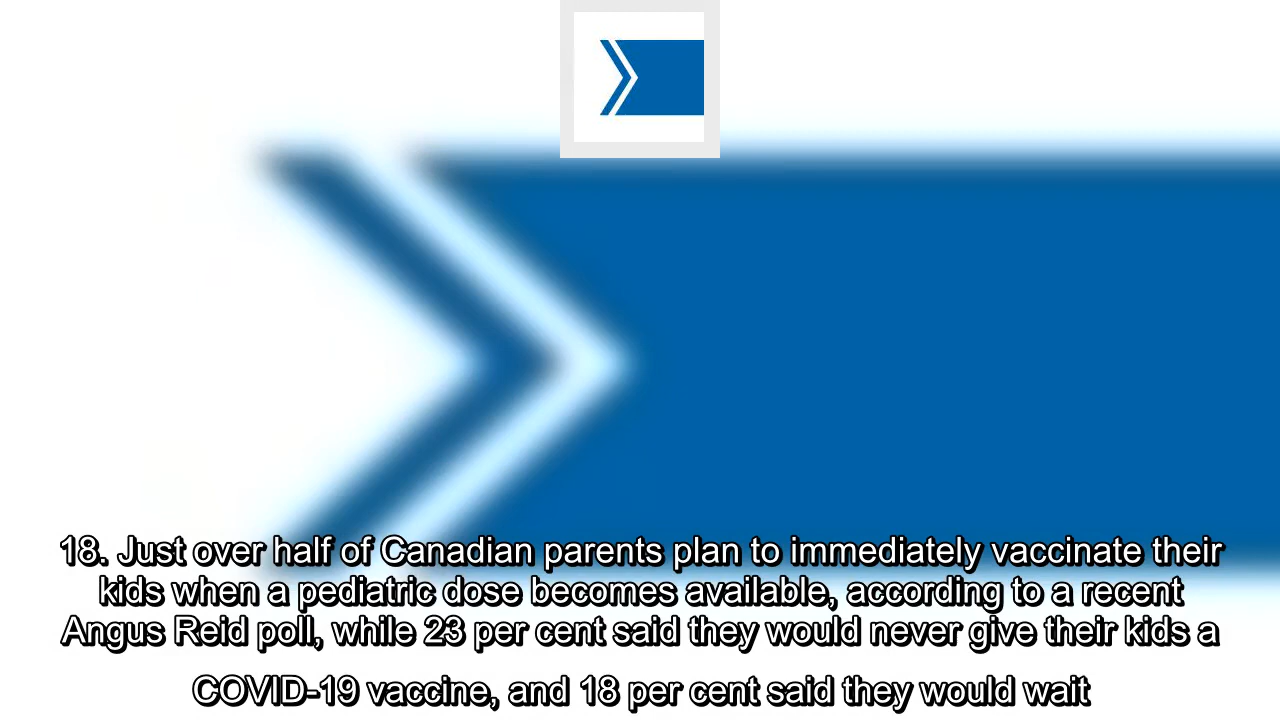 18. Just over half of Canadian parents plan to immediately vaccinate their
kids when a pediatric dose becomes available, according to a recent
Angus Reid poll, while 23 per cent said they would never give their kids a
COVID-19 vaccine, and 18 per cent said they would wait